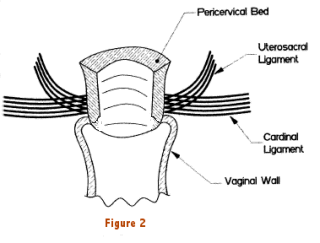 Pericervical Bed
Uterosacral
Ligament
Cardinal
Ligament
Vaginal Wall
Figure 2